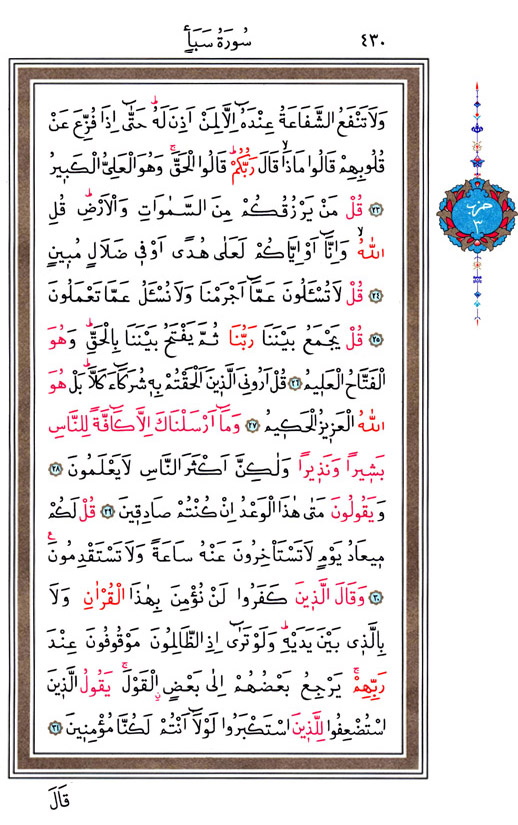 ٤٣٠ سُورَةُ سَبَأٍ
وَلَا تَنْفَعُ الشَّفَاعَةُ عِنْدَهُٓ اِلَّا لِمَنْ اَذِنَ لَهُۜ حَتّٰٓى اِذَا فُزِّعَ عَنْ
قُلُوبِهِمْ قَالُوا مَاذَاۙ قَالَ رَبُّكُمْۜ قَالُوا الْحَقَّۚ وَهُوَ الْعَلِيُّ الْكَبٖيرُ
﴿٢٣﴾ قُلْ مَنْ يَرْزُقُكُمْ مِنَ السَّمٰوَاتِ وَالْاَرْضِۜ قُلِ
اللّٰهُۙ وَاِنَّٓا اَوْ اِيَّاكُمْ لَعَلٰى هُدًى اَوْ فٖي ضَلَالٍ مُبٖينٍ
﴿٢٤﴾ قُلْ لَا تُسْـَٔلُونَ عَمَّٓا اَجْرَمْنَا وَلَا نُسْـَٔلُ عَمَّا تَعْمَلُونَ
﴿٢٥﴾ قُلْ يَجْمَعُ بَيْنَنَا رَبُّنَا ثُمَّ يَفْتَحُ بَيْنَنَا بِالْحَقِّۜ وَهُوَ
الْفَتَّاحُ الْعَلٖيمُ ﴿٢٦﴾ قُلْ اَرُونِيَ الَّذٖينَ اَلْحَقْتُمْ بِهٖ شُرَكَٓاءَ كَلَّاۜ بَلْ هُوَ
اللّٰهُ الْعَزٖيزُ الْحَكٖيمُ ﴿٢٧﴾ وَمَٓا اَرْسَلْنَاكَ اِلَّا كَٓافَّةً لِلنَّاسِ
بَشٖيراً وَنَذٖيراً وَلٰكِنَّ اَكْثَرَ النَّاسِ لَا يَعْلَمُونَ ﴿٢٨﴾
وَيَقُولُونَ مَتٰى هٰذَا الْوَعْدُ اِنْ كُنْتُمْ صَادِقٖينَ ﴿٢٩﴾ قُلْ لَكُمْ
مٖيعَادُ يَوْمٍ لَا تَسْتَأْخِرُونَ عَنْهُ سَاعَةً وَلَا تَسْتَقْدِمُونَࣖ
﴿٣٠﴾ وَقَالَ الَّذٖينَ كَفَرُوا لَنْ نُؤْمِنَ بِهٰذَا الْقُرْاٰنِ وَلَا
بِالَّذٖي بَيْنَ يَدَيْهِۜ وَلَوْ تَرٰٓى اِذِ الظَّالِمُونَ مَوْقُوفُونَ عِنْدَ
رَبِّهِمْۚ يَرْجِعُ بَعْضُهُمْ اِلٰى بَعْضٍ الْقَوْلَۚ يَقُولُ الَّذٖينَ
اسْتُضْعِفُوا لِلَّذٖينَ اسْتَكْبَرُوا لَوْلَٓا اَنْتُمْ لَكُنَّا مُؤْمِنٖينَ ﴿٣١﴾
قَالَ
حزب
٣